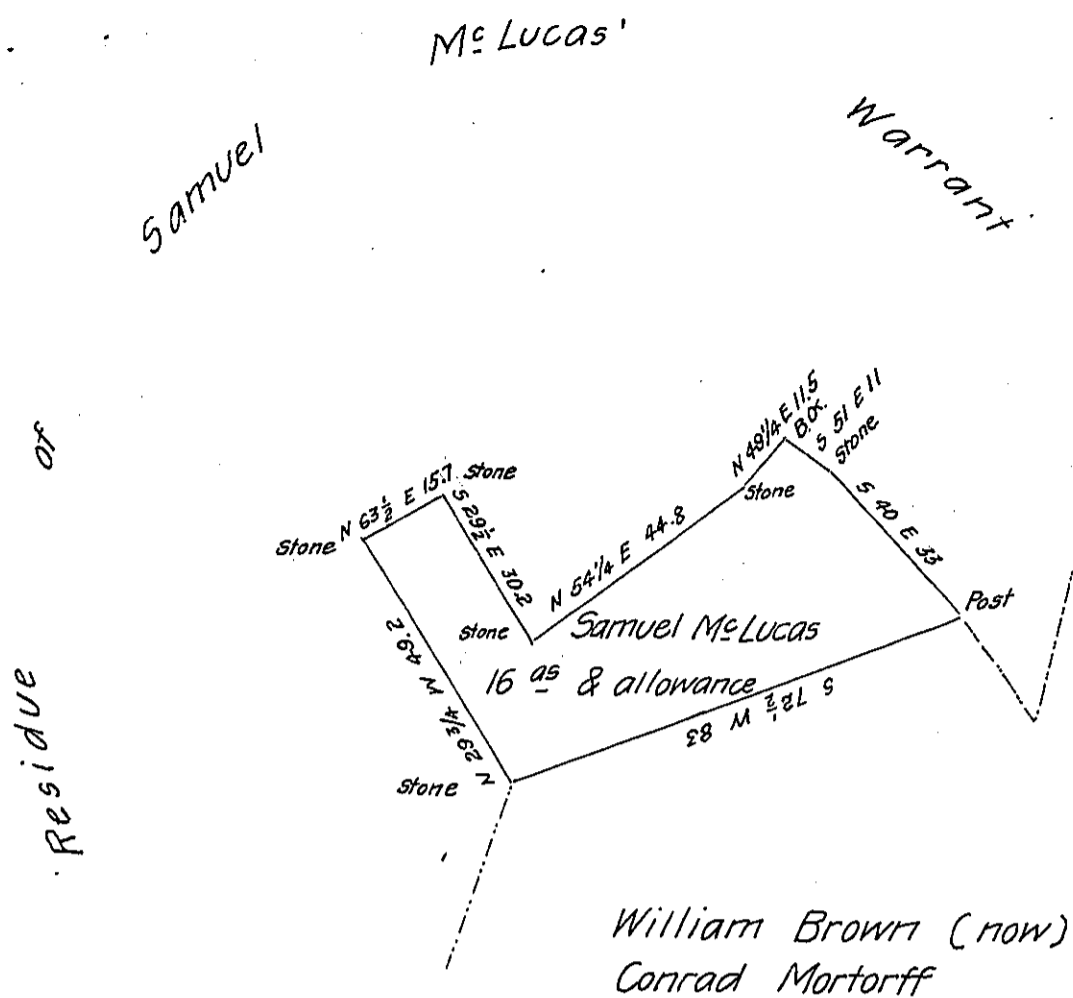 Residue of Samuel McLucas' Warrant
Stone
N 63½ E 15.7
Stone
S 29½ E 30.2
Stone
N 54¼ E 44.8
Stone
N 49¼ E 11.5
B.O.
S 51 E 11
Stone
S 40 E 33
Post
S 72½ W 83
Stone
N 29 3/4 W 49.2
Samuel McLucas
16 as & allowance
William Brown (now)
Conrad Mortorff